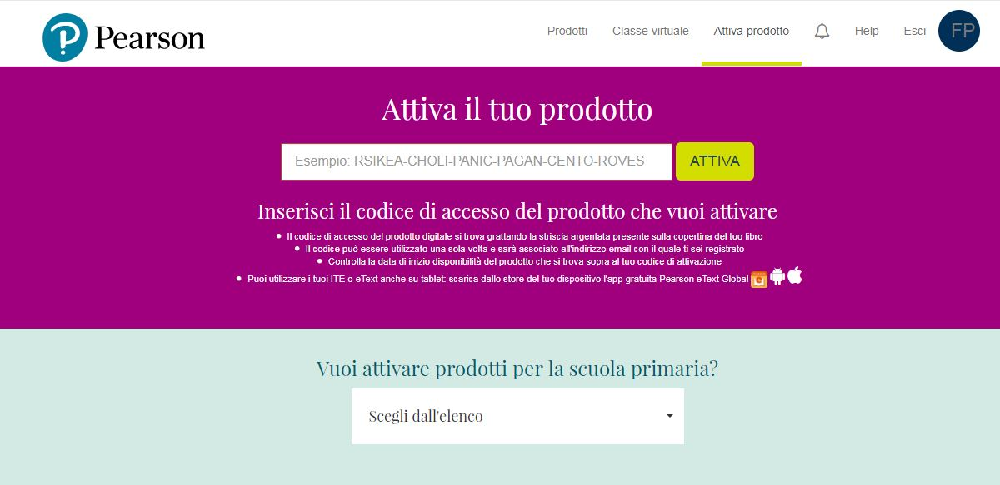 Pearson
Prodotti Classe virtuale Attiva prodotto Help Esci FP
Attiva il tuo prodotto
Esempio: RSIKEA-CHOLI-PANIC-PAGAN-CENTO-ROVES ATTIVA
Inserisci il codice di accesso del prodotto che vuoi attivare
Il codice di accesso del prodotto digitale si trova grattando la striscia argentata presente sulla copertina del tuo libro
Il codice può essere utilizzato una sola volta e sarà associato all'indirizzo email con il quale ti sei registrato
Controlla la data di inizio disponibilità del prodotto che si trova sopra al tuo codice di attivazione
Puoi utilizzare i tuoi ITE o eText anche su tablet: scarica dallo store del tuo dispositivo l'app gratuita Pearson eText Global
Vuoi attivare prodotti per la scuola primaria?
Scegli dall'elenco